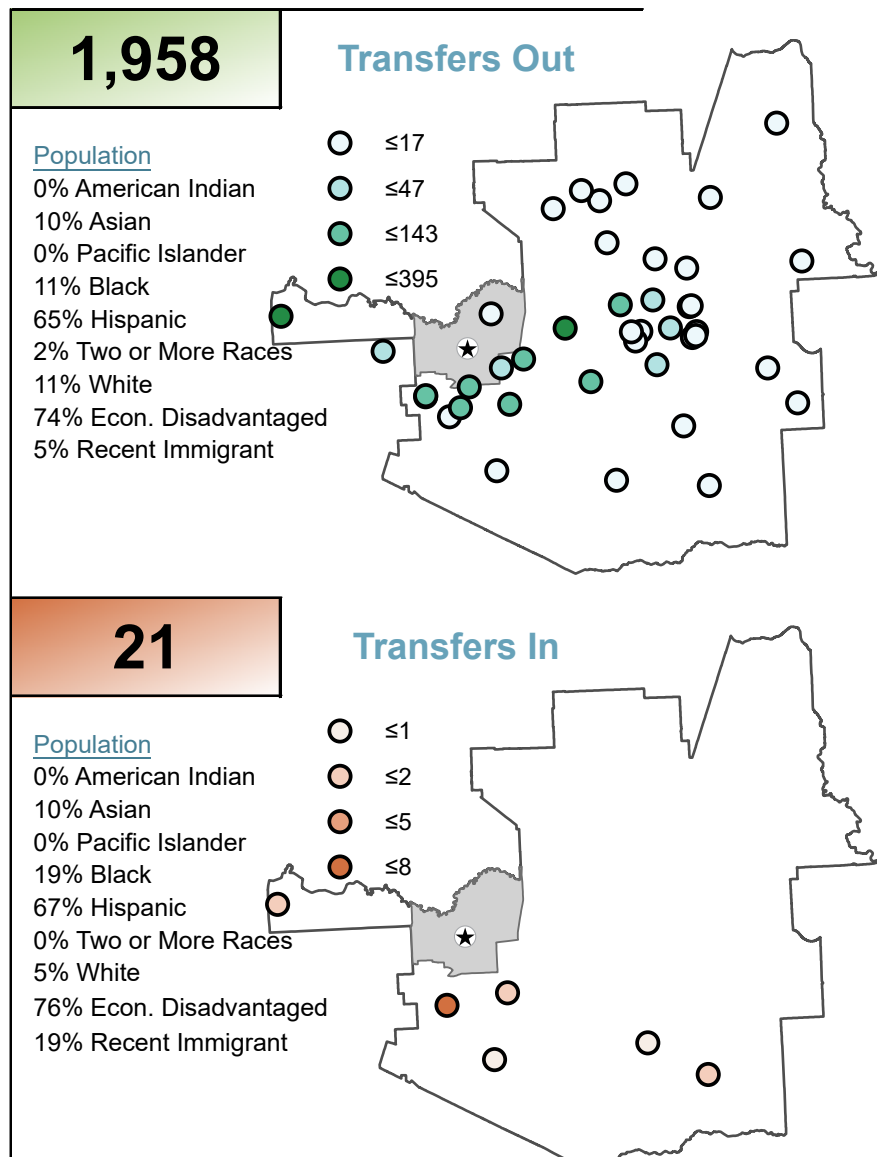 1,958
Transfers Out
Population
0% American Indian
10% Asian
0% Pacific Islander
11% Black
65% Hispanic
2% Two or More Races
11% White
74% Econ. Disadvantaged
5% Recent Immigrant
≤17
≤47
≤143
≤395
21
Transfers In
Population
0% American Indian
10% Asian
0% Pacific Islander
19% Black
67% Hispanic
0% Two or More Races
5% White
76% Econ. Disadvantaged
19% Recent Immigrant
≤1
≤2
≤5
≤8